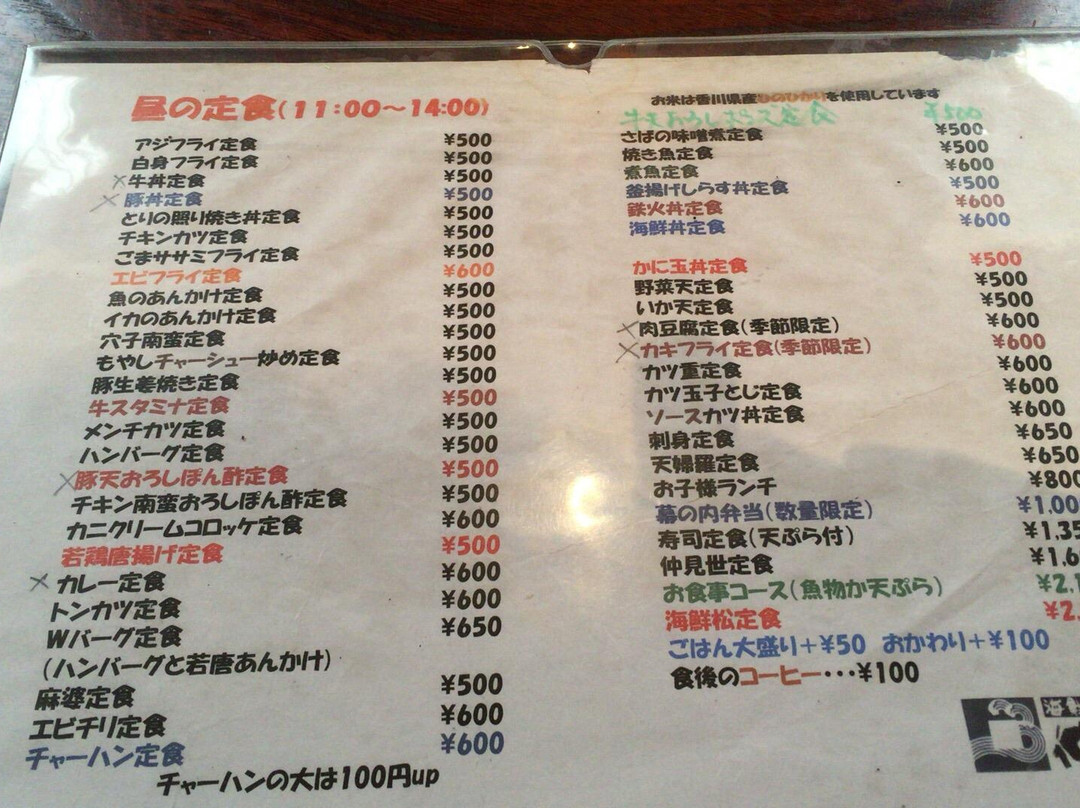 昼の定食(11:00～14:00)
アジフライ定食 ¥500
白身フライ定食 ¥500
牛丼定食 ¥500
豚丼定食 ¥500
とりの照り焼き丼定食 ¥500
チキンカツ定食 ¥500
ごまササミフライ定食 ¥500
エビフライ定食 ¥600
魚のあんかけ定食 ¥500
イカのあんかけ定食 ¥500
穴子南蛮定食 ¥500
もやしチャーシュー炒め定食 ¥500
豚生姜焼き定食 ¥500
牛スタミナ定食 ¥500
メンチカツ定食 ¥500
ハンバーグ定食 ¥500
豚天おろしぽん酢定食 ¥500
チキン南蛮おろしぽん酢定食 ¥500
カニクリームコロッケ定食 ¥600
若鶏唐揚げ定食 ¥500
カレー定食 ¥600
トンカツ定食 ¥600
Wバーグ定食 ¥650
(ハンバーグと若唐あんかけ)
麻婆定食 ¥500
エビチリ定食 ¥600
チャーハン定食 ¥600
チャーハンの大は100円up
お米は香川県産ひのひかりを使用しています
定食 ¥500
さばの味噌煮定食 ¥500
焼き魚定食 ¥500
煮魚定食 ¥600
釜揚げしらす丼定食 ¥500
鉄火丼定食 ¥600
海鮮丼定食 ¥600
かに玉丼定食 ¥500
野菜天定食 ¥500
いか天定食 ¥500
肉豆腐定食(季節限定) ¥600
カキフライ定食(季節限定) ¥600
カツ重定食 ¥600
カツ玉子とじ定食 ¥600
ソースカツ丼定食 ¥600
刺身定食 ¥650
天婦羅定食 ¥650
お子様ランチ ¥800
幕の内弁当(数量限定) ¥1,00
寿司定食(天ぷら付) ¥1,35
仲見世定食 ¥1,6
お食事コース(魚物か天ぷら) ¥2,
海鮮松定食 ¥2,
ごはん大盛り+¥50 おかわり+¥100
食後のコーヒー･･･¥100